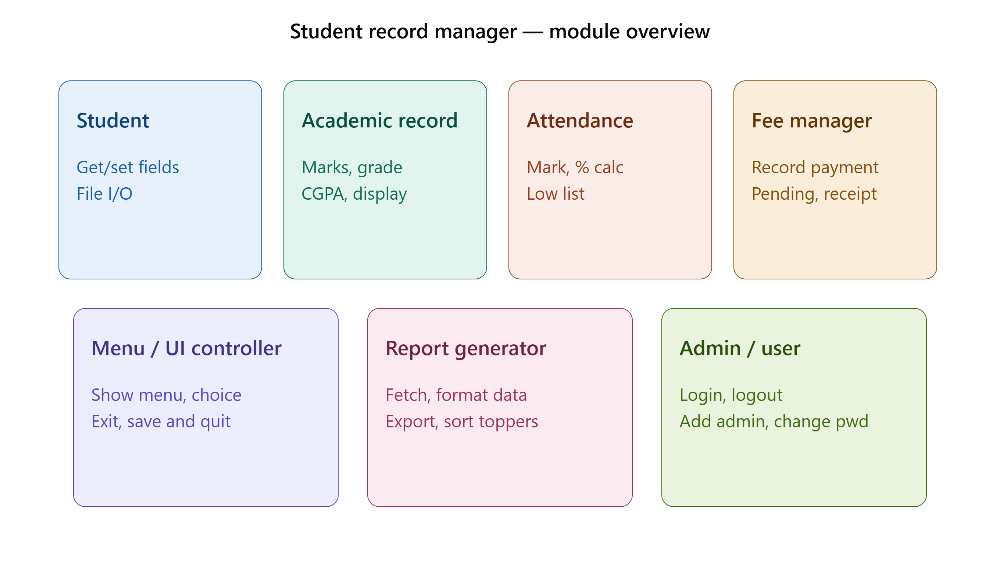 Student record manager — module overview
Student
Get/set fields
File I/O
Academic record
Marks, grade
CGPA, display
Attendance
Mark, % calc
Low list
Fee manager
Record payment
Pending, receipt
Menu / UI controller
Show menu, choice
Exit, save and quit
Report generator
Fetch, format data
Export, sort toppers
Admin / user
Login, logout
Add admin, change pwd